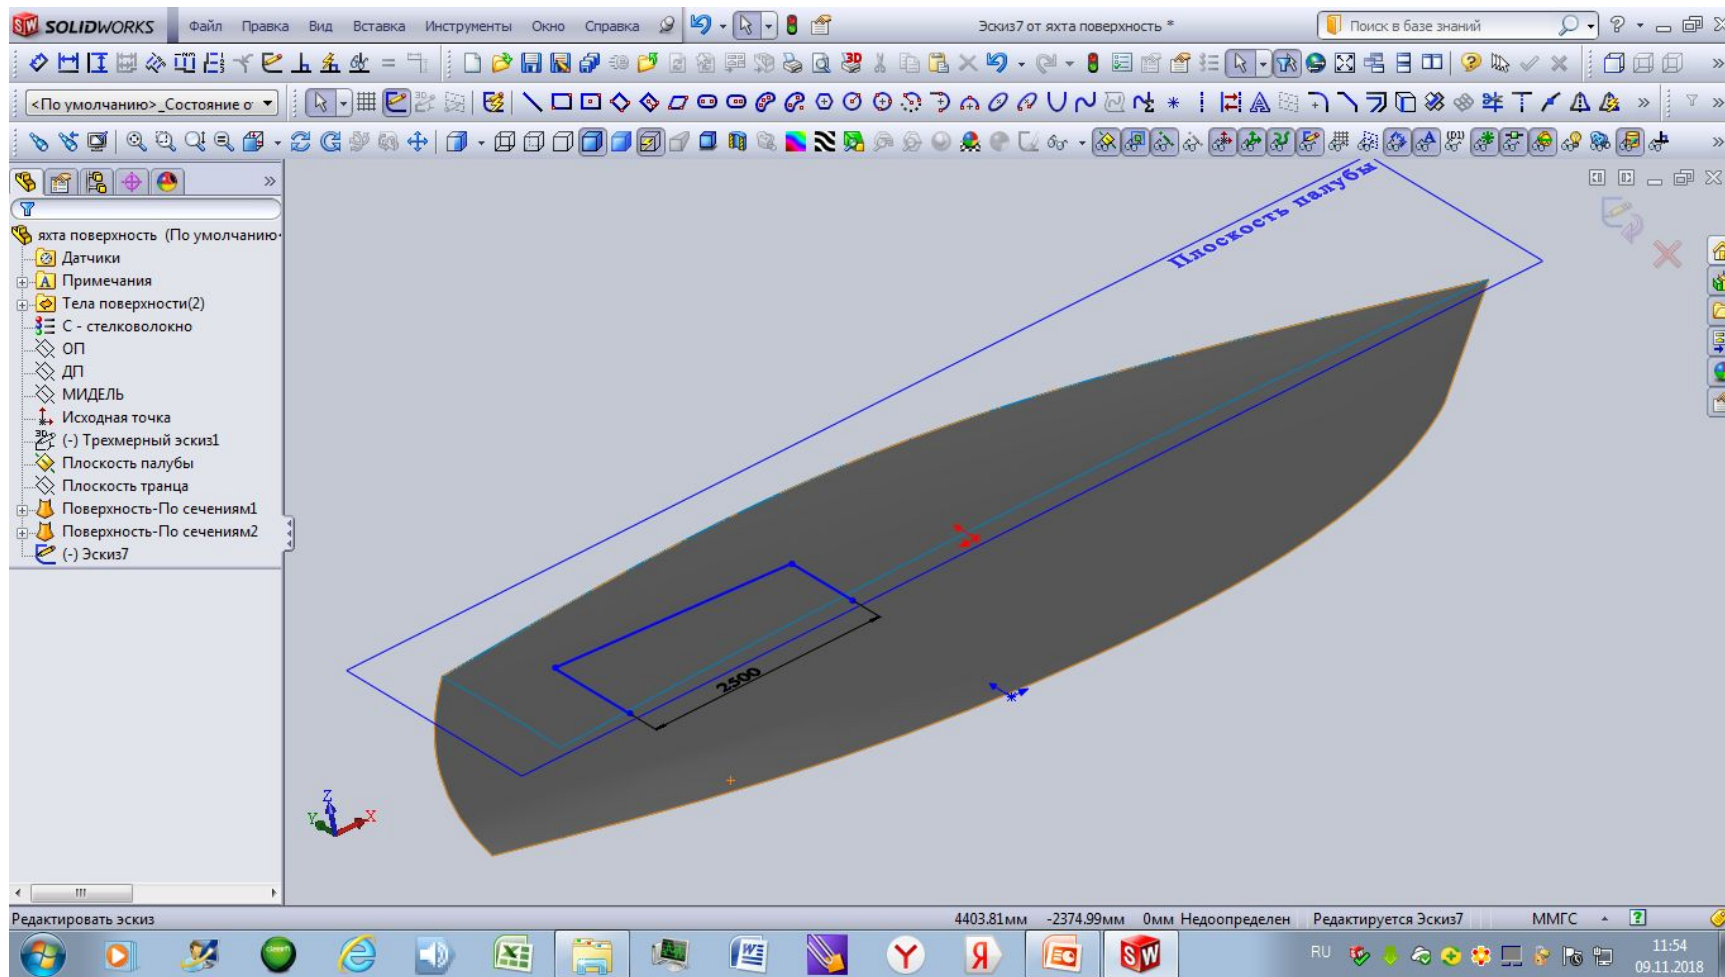 SOLIDWORKS Файл Правка Вид Вставка Инструменты Окно Справка Эскиз7 от яхта поверхность * Поиск в базе знаний
<По умолчанию>_Состояние о
яхта поверхность (По умолчанию
Датчики
Примечания
Тела поверхности(2)
С - стелковолокно
ОП
ДП
МИДЕЛЬ
Исходная точка
(-) Трехмерный эскиз1
Плоскость палубы
Плоскость транца
Поверхность-По сечениям1
Поверхность-По сечениям2
(-) Эскиз7
Плоскость палубы
2500
Z
Y
X
Редактировать эскиз 4403.81мм -2374.99мм 0мм Недоопределен Редактируется Эскиз7 ММГС
RU 11:54
09.11.2018